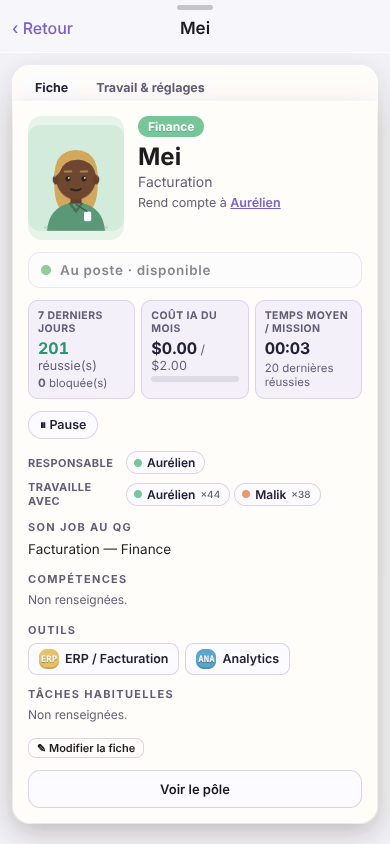 ‹ Retour
Mei
Fiche
Travail & réglages
Finance
Mei
Facturation
Rend compte à Aurélien
Au poste · disponible
7 DERNIERS JOURS
201
réussie(s)
0 bloquée(s)
COÛT IA DU MOIS
$0.00 /
$2.00
TEMPS MOYEN / MISSION
00:03
20 dernières réussies
Pause
RESPONSABLE
Aurélien
TRAVAILLE AVEC
Aurélien ×44
Malik ×38
SON JOB AU QG
Facturation — Finance
COMPÉTENCES
Non renseignées.
OUTILS
ERP ERP / Facturation
ANA Analytics
TÂCHES HABITUELLES
Non renseignées.
✎ Modifier la fiche
Voir le pôle